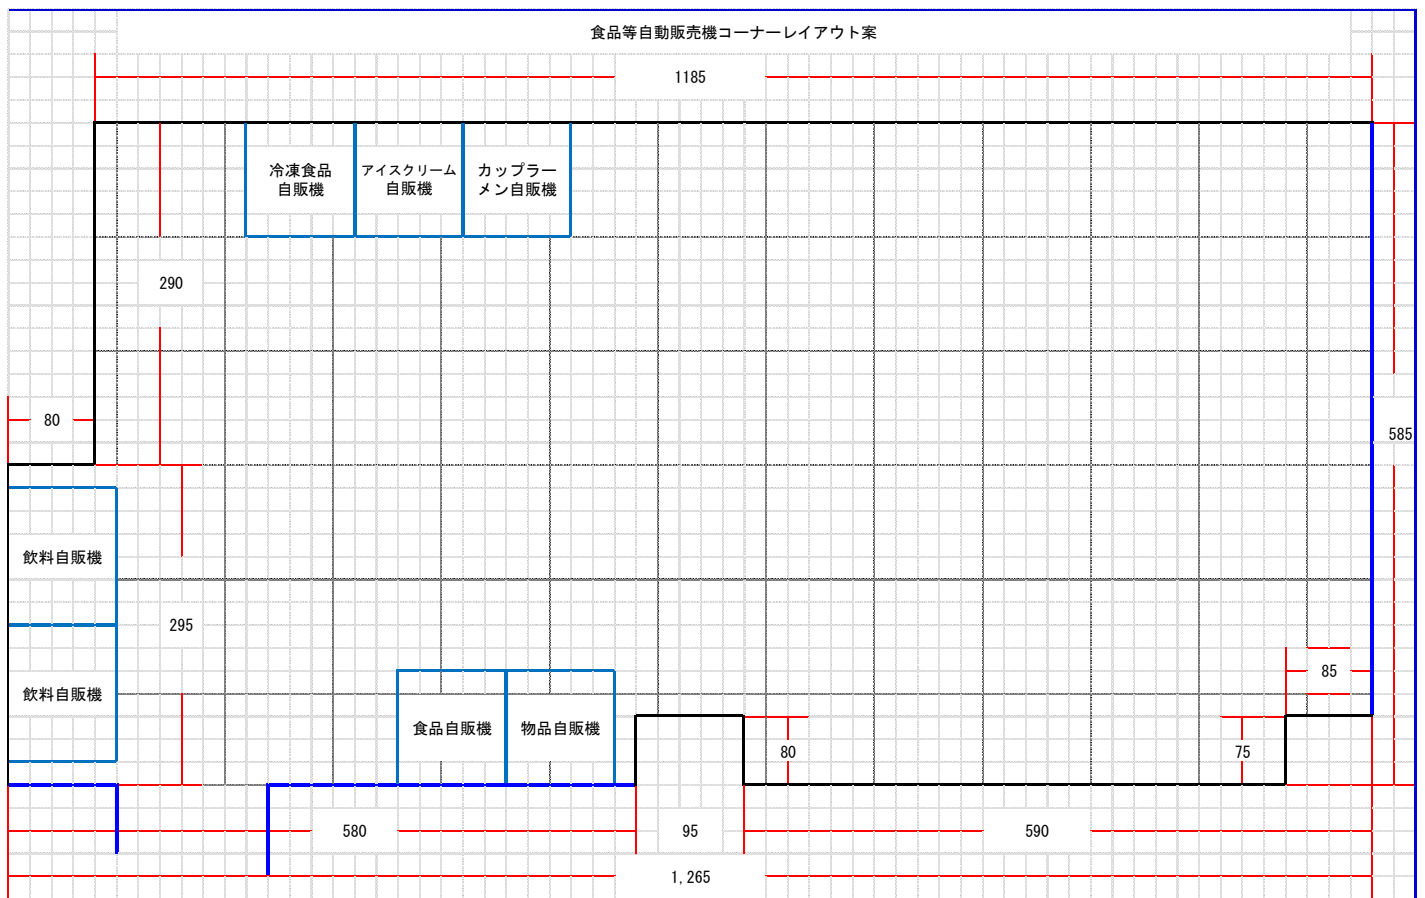 食品等自動販売機コーナーレイアウト案
1185
冷凍食品
自販機
アイスクリーム
自販機
カップラー
メン自販機
290
80
585
飲料自販機
295
飲料自販機
85
食品自販機
物品自販機
80
75
580
95
590
1,265